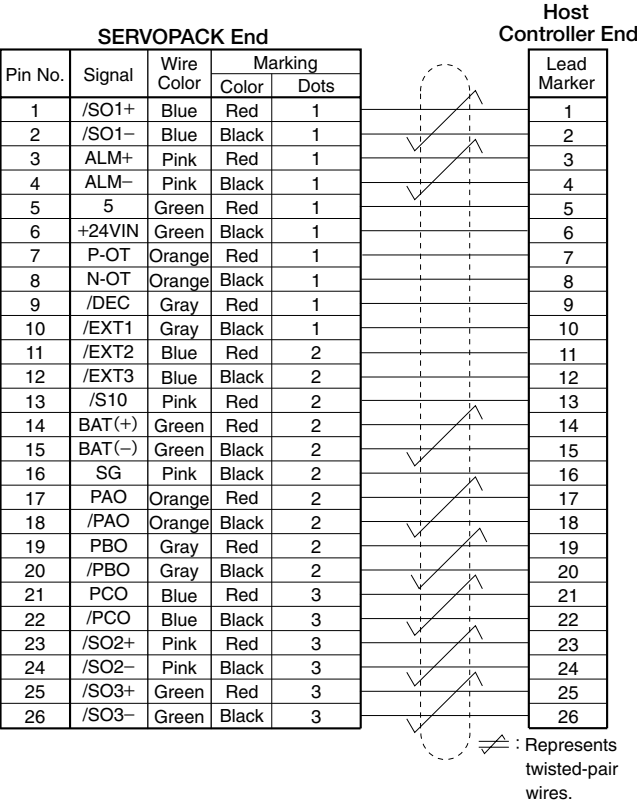 Host
SERVOPACK End Controller End
Pin No. Signal Wire Color Marking Lead Marker
Color Dots
1 /SO1+ Blue Red 1 1
2 /SO1− Blue Black 1 2
3 ALM+ Pink Red 1 3
4 ALM− Pink Black 1 4
5 5 Green Red 1 5
6 +24VIN Green Black 1 6
7 P-OT Orange Red 1 7
8 N-OT Orange Black 1 8
9 /DEC Gray Red 1 9
10 /EXT1 Gray Black 1 10
11 /EXT2 Blue Red 2 11
12 /EXT3 Blue Black 2 12
13 /S10 Pink Red 2 13
14 BAT(+) Green Red 2 14
15 BAT(−) Green Black 2 15
16 SG Pink Black 2 16
17 PAO Orange Red 2 17
18 /PAO Orange Black 2 18
19 PBO Gray Red 2 19
20 /PBO Gray Black 2 20
21 PCO Blue Red 3 21
22 /PCO Blue Black 3 22
23 /SO2+ Pink Red 3 23
24 /SO2− Pink Black 3 24
25 /SO3+ Green Red 3 25
26 /SO3− Green Black 3 26
: Represents
twisted-pair
wires.